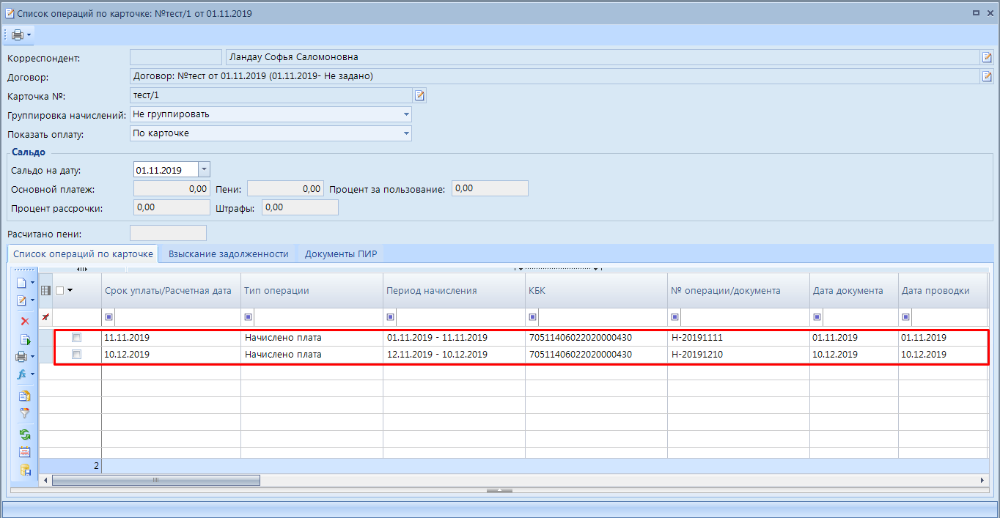 Список операций по карточке: №тест/1 от 01.11.2019
Корреспондент: Ландау Софья Саломоновна
Договор: Договор: №тест от 01.11.2019 (01.11.2019- Не задано)
Карточка №: тест/1
Группировка начислений: Не группировать
Показать оплату: По карточке
Сальдо
Сальдо на дату: 01.11.2019
Основной платеж: 0,00 Пени: 0,00 Процент за пользование: 0,00
Процент рассрочки: 0,00 Штрафы: 0,00
Расчитано пени:
Список операций по карточке Взыскание задолженности Документы ПИР
Срок уплаты/Расчетная дата Тип операции Период начисления КБК № операции/документа Дата документа Дата проводки
11.11.2019 Начислено плата 01.11.2019 - 11.11.2019 70511406022020000430 Н-20191111 01.11.2019 01.11.2019
10.12.2019 Начислено плата 12.11.2019 - 10.12.2019 70511406022020000430 Н-20191210 10.12.2019 10.12.2019
2